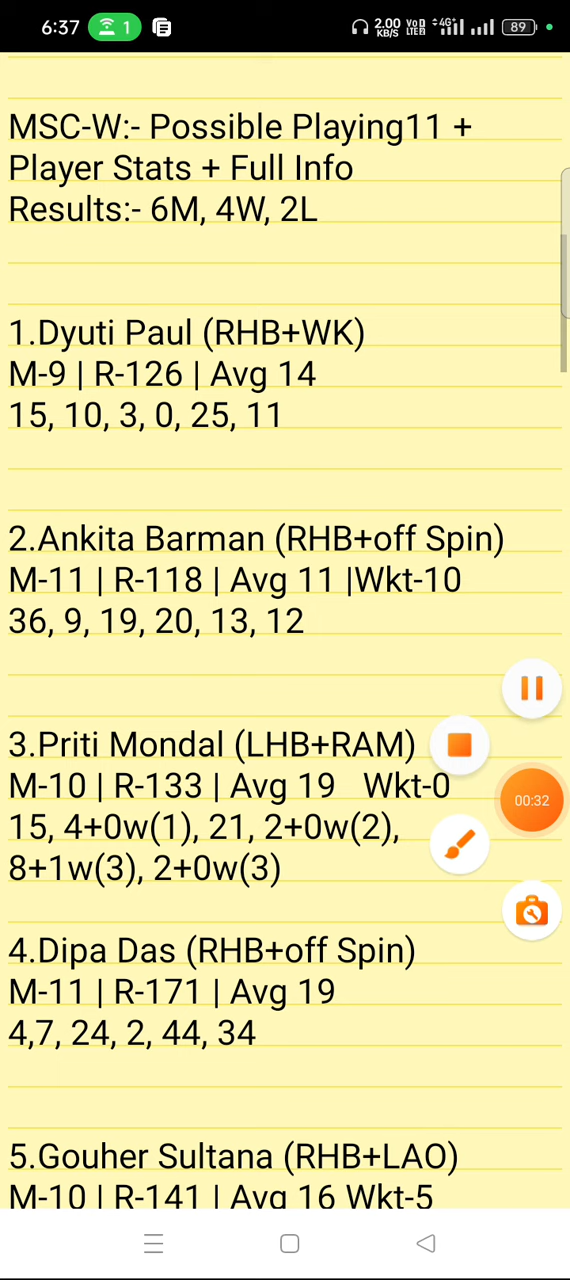 6:37
1
2.00
KB/S
VoD
LTE2
4G+
89
MSC-W:- Possible Playing11 +
Player Stats + Full Info
Results:- 6M, 4W, 2L
1.Dyuti Paul (RHB+WK)
M-9 | R-126 | Avg 14
15, 10, 3, 0, 25, 11
2.Ankita Barman (RHB+off Spin)
M-11 | R-118 | Avg 11 |Wkt-10
36, 9, 19, 20, 13, 12
3.Priti Mondal (LHB+RAM)
M-10 | R-133 | Avg 19   Wkt-0
15, 4+0w(1), 21, 2+0w(2),
00:32
8+1w(3), 2+0w(3)
4.Dipa Das (RHB+off Spin)
M-11 | R-171 | Avg 19
4,7, 24, 2, 44, 34
5.Gouher Sultana (RHB+LAO)
M-10 | R-141 | Avg 16 Wkt-5